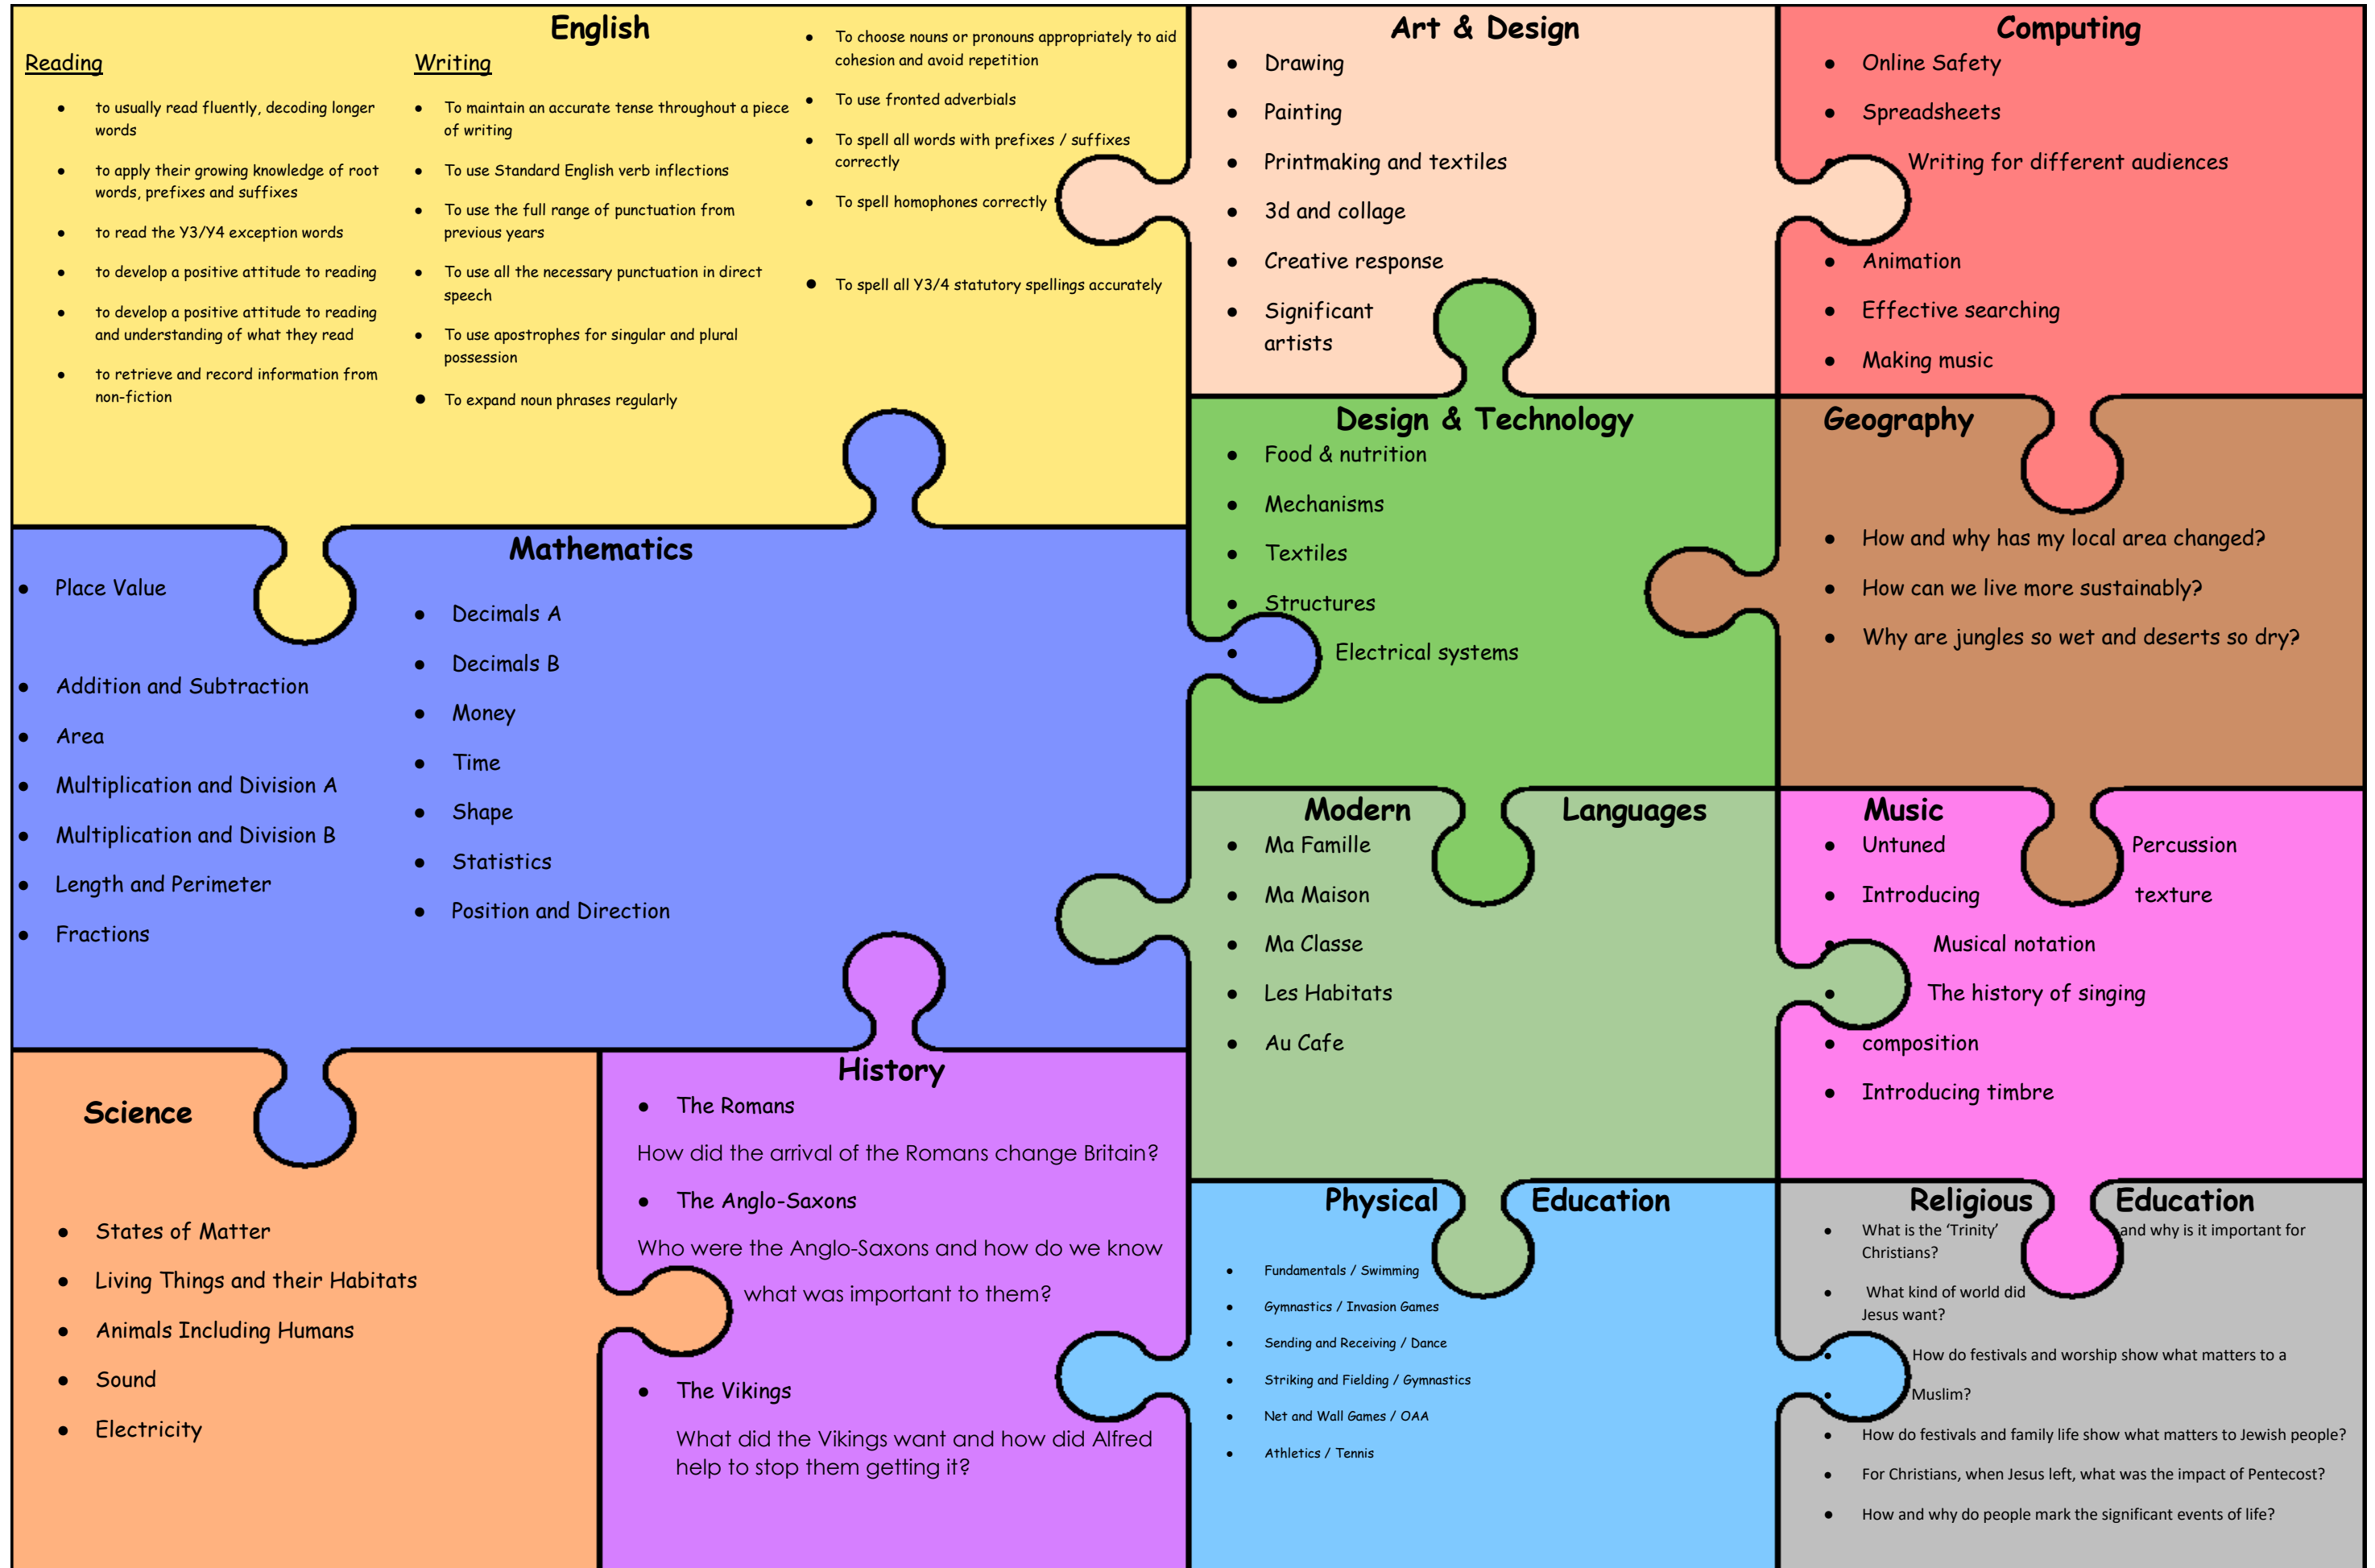 English
Reading
• to usually read fluently, decoding longer
words
• to apply their growing knowledge of root
words, prefixes and suffixes
• to read the Y3/Y4 exception words
• to develop a positive attitude to reading
• to develop a positive attitude to reading
and understanding of what they read
• to retrieve and record information from
non-fiction
Writing
• To maintain an accurate tense throughout a piece
of writing
• To use Standard English verb inflections
• To use the full range of punctuation from
previous years
• To use all the necessary punctuation in direct
speech
• To use apostrophes for singular and plural
possession
• To expand noun phrases regularly
• To choose nouns or pronouns appropriately to aid
cohesion and avoid repetition
• To use fronted adverbials
• To spell all words with prefixes / suffixes
correctly
• To spell homophones correctly
• To spell all Y3/4 statutory spellings accurately
Art & Design
• Drawing
• Painting
• Printmaking and textiles
• 3d and collage
• Creative response
• Significant
artists
Computing
• Online Safety
• Spreadsheets
• Writing for different audiences
• Animation
• Effective searching
• Making music
Mathematics
• Place Value
• Addition and Subtraction
• Area
• Multiplication and Division A
• Multiplication and Division B
• Length and Perimeter
• Fractions
• Decimals A
• Decimals B
• Money
• Time
• Shape
• Statistics
• Position and Direction
Design & Technology
• Food & nutrition
• Mechanisms
• Textiles
• Structures
• Electrical systems
Geography
• How and why has my local area changed?
• How can we live more sustainably?
• Why are jungles so wet and deserts so dry?
Modern Languages
• Ma Famille
• Ma Maison
• Ma Classe
• Les Habitats
• Au Cafe
Music
• Untuned Percussion
• Introducing texture
• Musical notation
• The history of singing
• composition
• Introducing timbre
Science
• States of Matter
• Living Things and their Habitats
• Animals Including Humans
• Sound
• Electricity
History
• The Romans
How did the arrival of the Romans change Britain?
• The Anglo-Saxons
Who were the Anglo-Saxons and how do we know
what was important to them?
• The Vikings
What did the Vikings want and how did Alfred
help to stop them getting it?
Physical Education
• Fundamentals / Swimming
• Gymnastics / Invasion Games
• Sending and Receiving / Dance
• Striking and Fielding / Gymnastics
• Net and Wall Games / OAA
• Athletics / Tennis
Religious Education
• What is the ‘Trinity’ and why is it important for
Christians?
• What kind of world did
Jesus want?
• How do festivals and worship show what matters to a
• Muslim?
• How do festivals and family life show what matters to Jewish people?
• For Christians, when Jesus left, what was the impact of Pentecost?
• How and why do people mark the significant events of life?